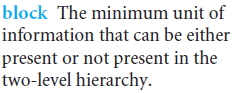 block The minimum unit of
information that can be either
present or not present in the
two-level hierarchy.